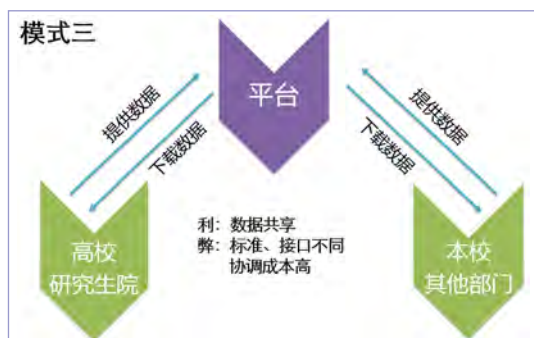 模式三
平台
提供数据
下载数据
提供数据
下载数据
利：数据共享
弊：标准、接口不同
协调成本高
高校
研究生院
本校
其他部门